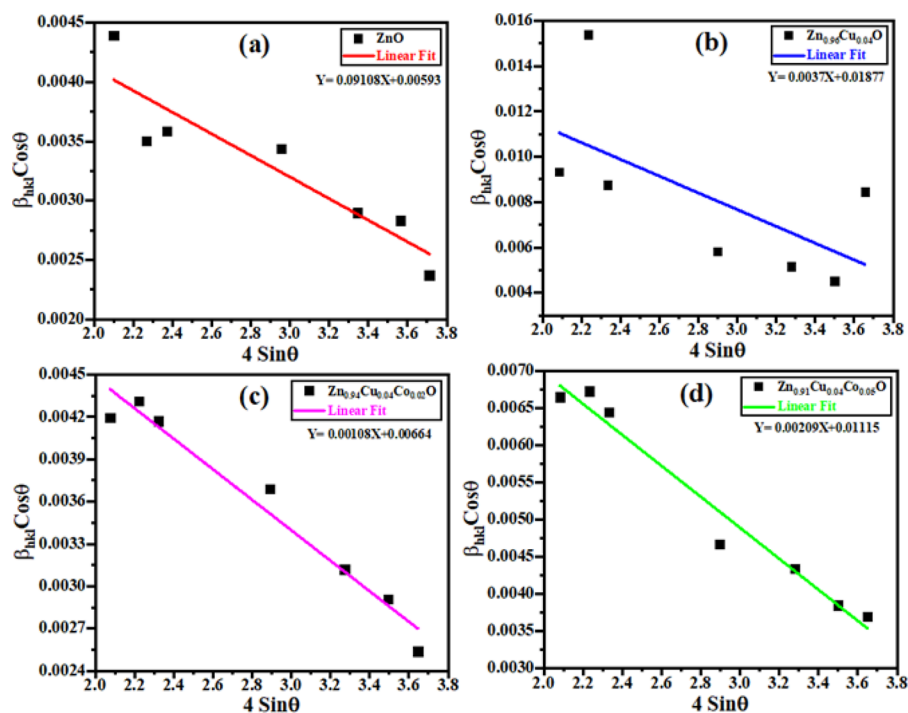 (a)
ZnO
Linear Fit
Y= 0.09108X+0.00593
0.0045
0.0040
0.0035
0.0030
0.0025
0.0020
βhklCosθ
2.0 2.2 2.4 2.6 2.8 3.0 3.2 3.4 3.6 3.8
4 Sinθ
(b)
Zn0.96Cu0.04O
Linear Fit
Y= 0.0037X+0.01877
0.016
0.014
0.012
0.010
0.008
0.006
0.004
βhklCosθ
2.0 2.2 2.4 2.6 2.8 3.0 3.2 3.4 3.6 3.8
4 Sinθ
(c)
Zn0.94Cu0.04Co0.02O
Linear Fit
Y= 0.00108X+0.00664
0.0045
0.0042
0.0039
0.0036
0.0033
0.0030
0.0027
0.0024
βhklCosθ
2.0 2.2 2.4 2.6 2.8 3.0 3.2 3.4 3.6 3.8
4 Sinθ
(d)
Zn0.91Cu0.04Co0.05O
Linear Fit
Y= 0.00209X+0.01115
0.0070
0.0065
0.0060
0.0055
0.0050
0.0045
0.0040
0.0035
0.0030
βhklCosθ
2.0 2.2 2.4 2.6 2.8 3.0 3.2 3.4 3.6 3.8
4 Sinθ